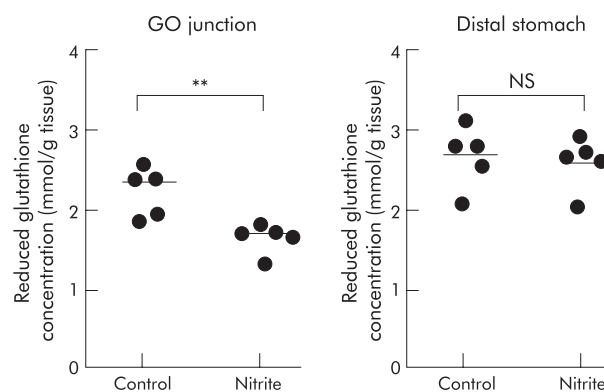 GO junction
Reduced glutathione
concentration (mmol/g tissue)
4
3
2
1
0
**
Control
Nitrite
Distal stomach
Reduced glutathione
concentration (mmol/g tissue)
4
3
2
1
0
NS
Control
Nitrite